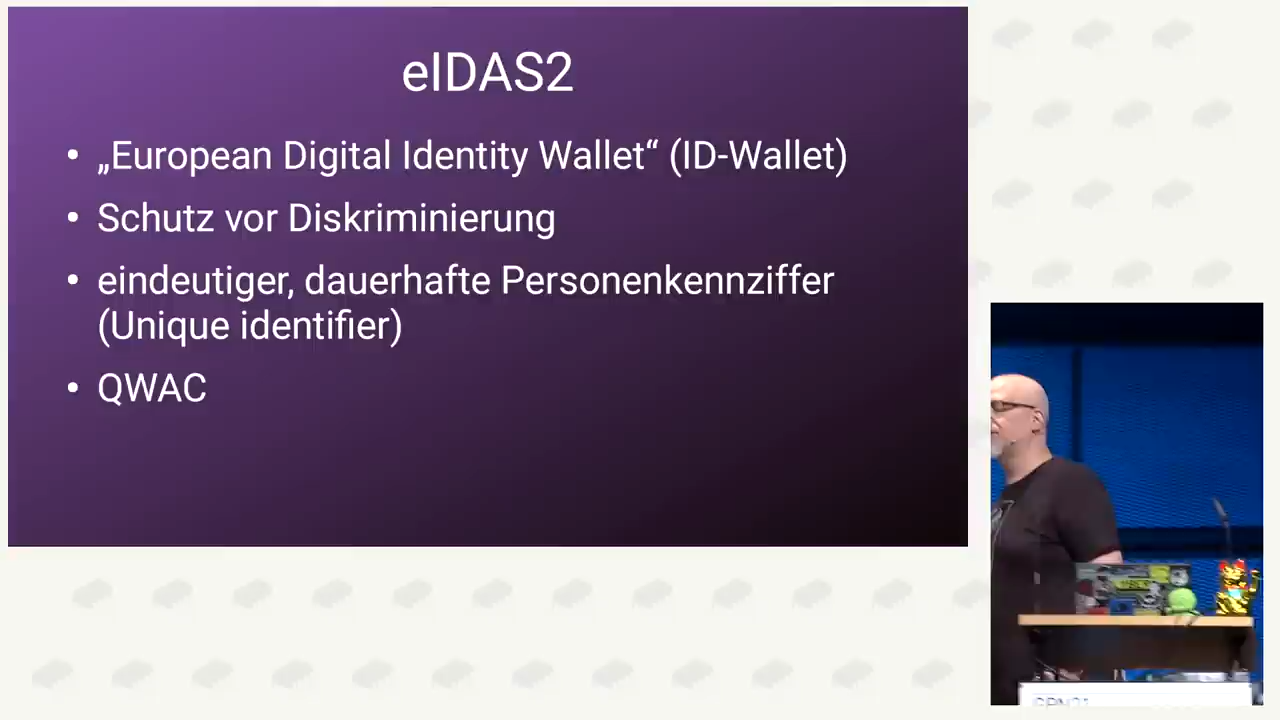 eIDAS2
• „European Digital Identity Wallet“ (ID-Wallet)
• Schutz vor Diskriminierung
• eindeutiger, dauerhafte Personenkennziffer
(Unique identifier)
• QWAC